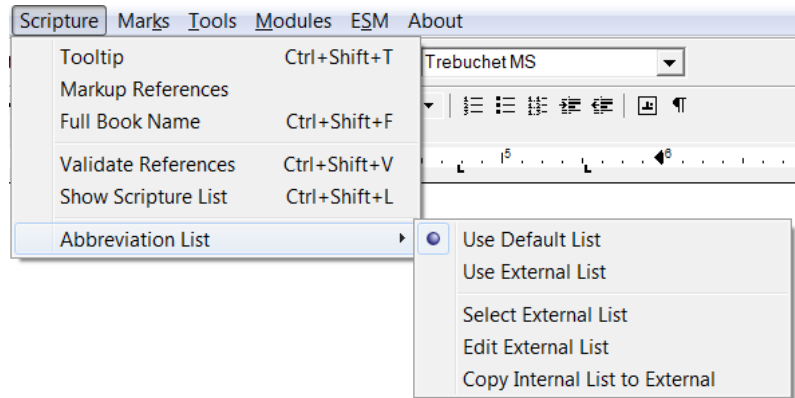 Scripture Marks Tools Modules ESM About
Tooltip Ctrl+Shift+T
Trebuchet MS
Markup References
Full Book Name Ctrl+Shift+F
Validate References Ctrl+Shift+V
5 6
Show Scripture List Ctrl+Shift+L
Abbreviation List
Use Default List
Use External List
Select External List
Edit External List
Copy Internal List to External